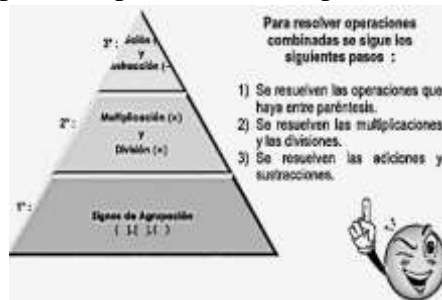 3°:
y
2°:
Multiplicación (×)
y
División (÷)
1°:
Signos de Agrupación
Para resolver operaciones
combinadas se sigue los
siguientes pasos :
1) Se resuelven las operaciones que
haya entre paréntesis.
2) Se resuelven las multiplicaciones
y las divisiones.
3) Se resuelven las adiciones y
sustracciones.